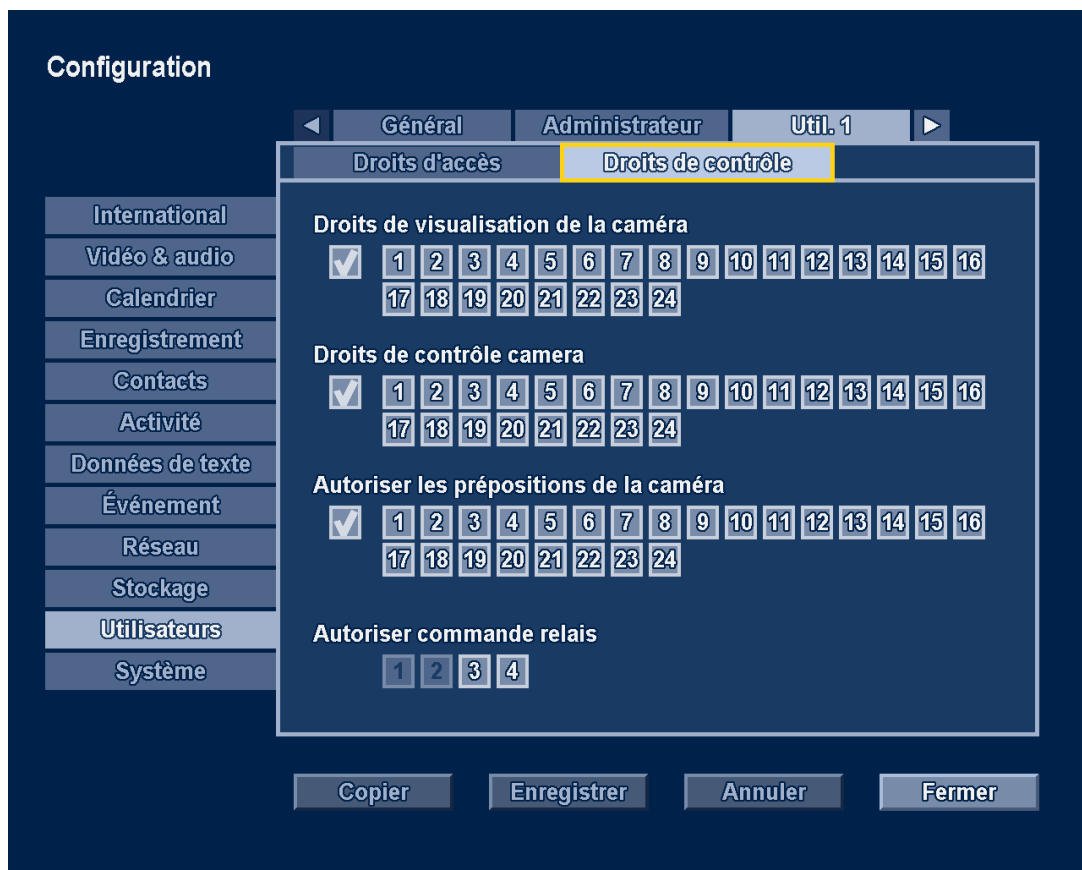 Configuration
Général Administrateur Util. 1
Droits d'accès Droits de contrôle
International
Vidéo & audio
Calendrier
Enregistrement
Contacts
Activité
Données de texte
Événement
Réseau
Stockage
Utilisateurs
Système
Droits de visualisation de la caméra
1 2 3 4 5 6 7 8 9 10 11 12 13 14 15 16
17 18 19 20 21 22 23 24
Droits de contrôle camera
1 2 3 4 5 6 7 8 9 10 11 12 13 14 15 16
17 18 19 20 21 22 23 24
Autoriser les prépositions de la caméra
1 2 3 4 5 6 7 8 9 10 11 12 13 14 15 16
17 18 19 20 21 22 23 24
Autoriser commande relais
1 2 3 4
Copier Enregistrer Annuler Fermer